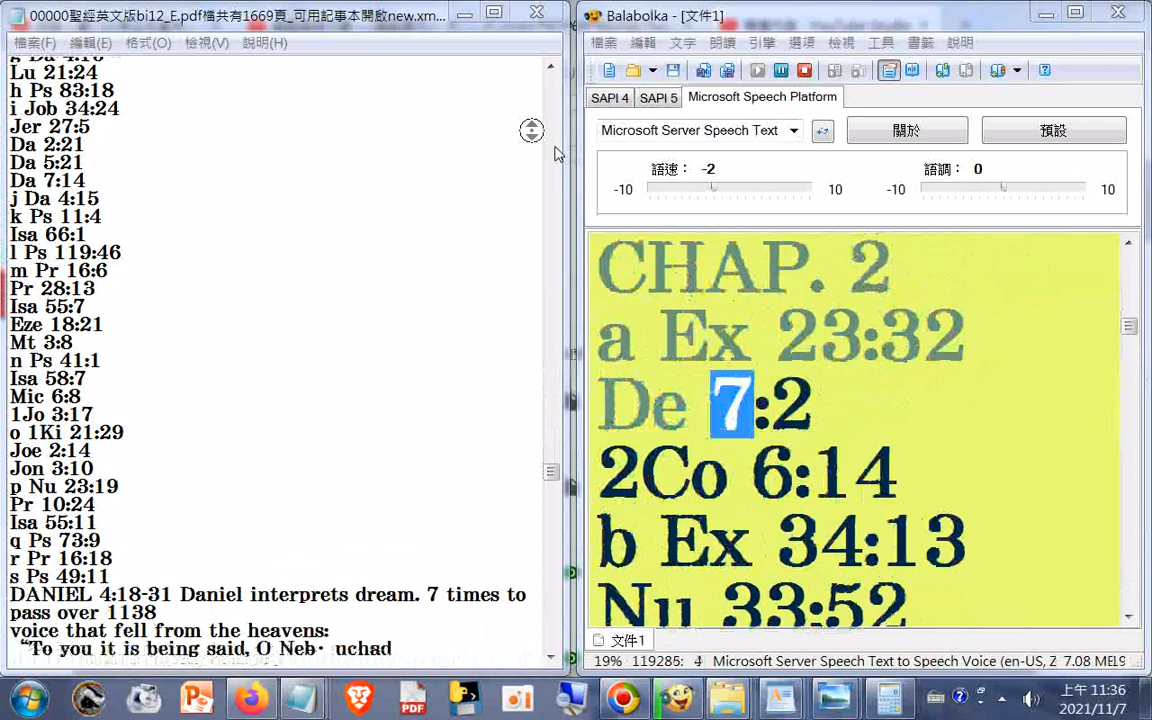 00000聖經英文版bi12_E.pdf檔共有1669頁_可用記事本開啟new.xm...
檔案(F) 編輯(E) 格式(O) 檢視(V) 說明(H)
Lu 21:24
h Ps 83:18
i Job 34:24
Jer 27:5
Da 2:21
Da 5:21
Da 7:14
j Da 4:15
k Ps 11:4
Isa 66:1
l Ps 119:46
m Pr 16:6
Pr 28:13
Isa 55:7
Eze 18:21
Mt 3:8
n Ps 41:1
Isa 58:7
Mic 6:8
1Jo 3:17
o 1Ki 21:29
Joe 2:14
Jon 3:10
p Nu 23:19
Pr 10:24
Isa 55:11
q Ps 73:9
r Pr 16:18
s Ps 49:11
DANIEL 4:18-31 Daniel interprets dream. 7 times to
pass over 1138
voice that fell from the heavens:
“To you it is being said, O Neb· uchad
Balabolka - [文件1]
檔案 編輯 文字 朗讀 引擎 選項 檢視 工具 書籤 說明
SAPI 4 SAPI 5 Microsoft Speech Platform
Microsoft Server Speech Text 關於 預設
語速： -2 語調： 0
-10 10 -10 10
CHAP. 2
a Ex 23:32
De 7:2
2Co 6:14
b Ex 34:13
Nu 33:52
文件1
19% 119285: 4 Microsoft Server Speech Text to Speech Voice (en-US, Z 7.08 MEL9
PDF
上午 11:36
2021/11/7